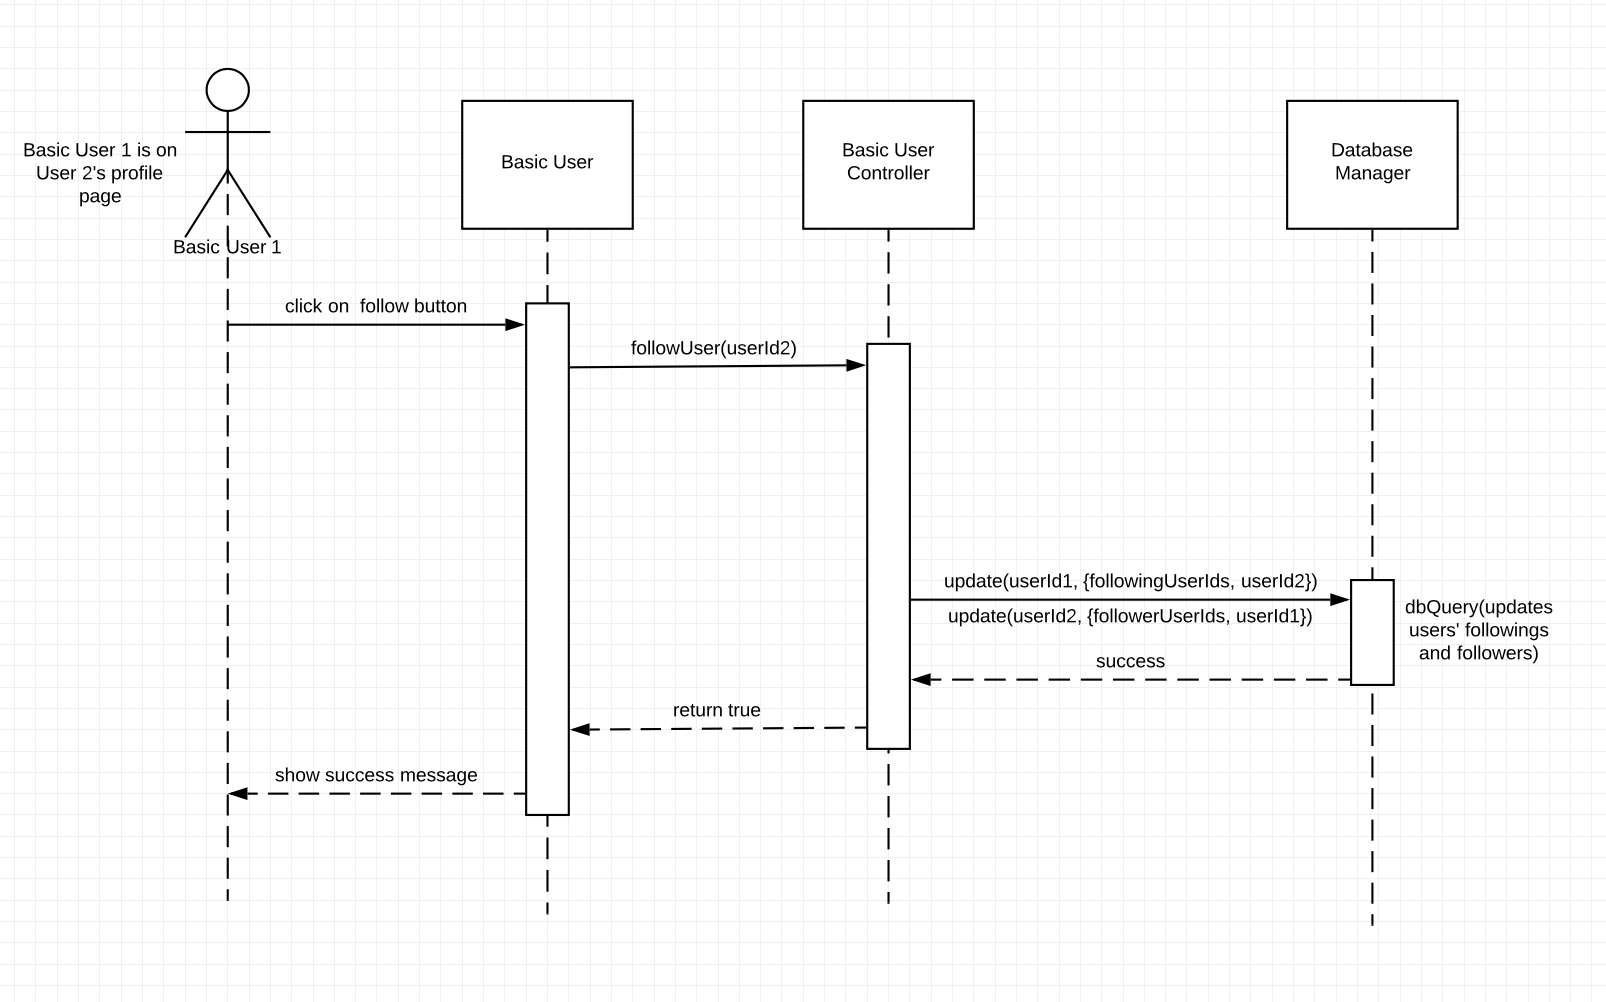 Basic User 1 is on
User 2's profile
page
Basic User 1
Basic User
Basic User
Controller
Database
Manager
click on  follow button
followUser(userId2)
update(userId1, {followingUserIds, userId2})
update(userId2, {followerUserIds, userId1})
dbQuery(updates
users' followings
and followers)
success
return true
show success message